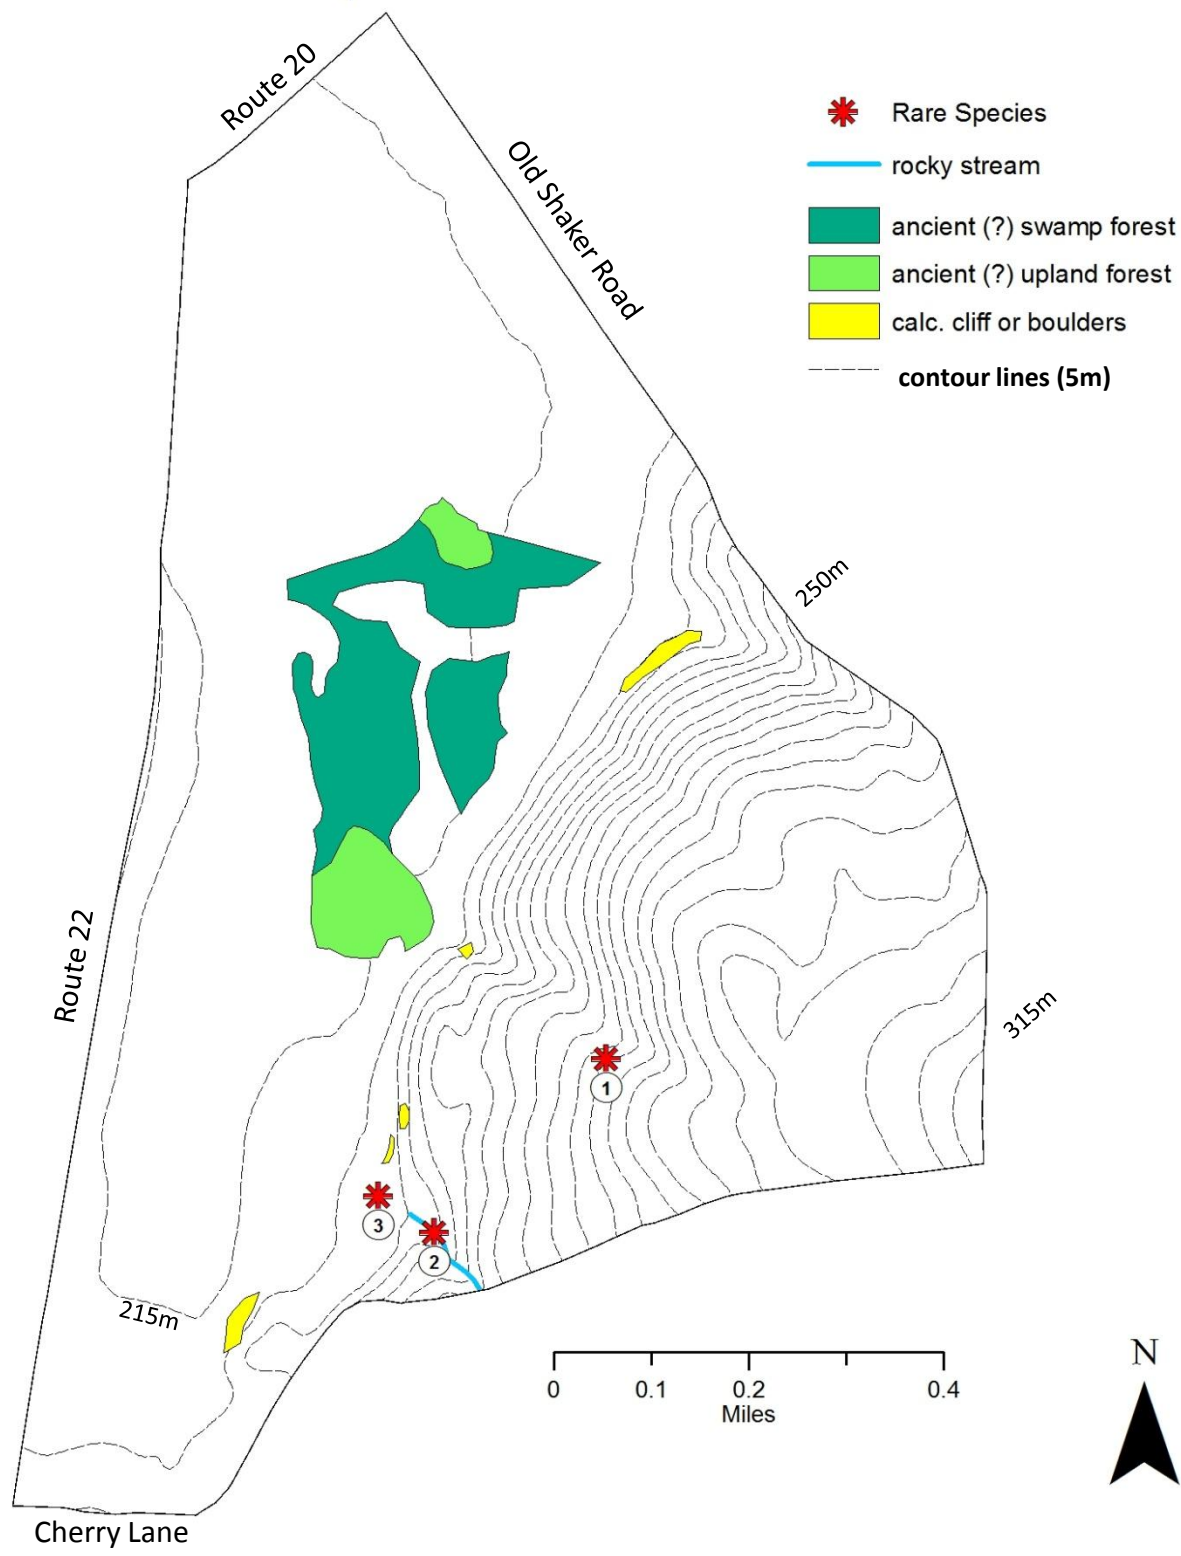 Route 20
Old Shaker Road
Rare Species
rocky stream
ancient (?) swamp forest
ancient (?) upland forest
calc. cliff or boulders
contour lines (5m)
250m
Route 22
315m
1
3
2
215m
N
0 0.1 0.2 0.4
Miles
Cherry Lane